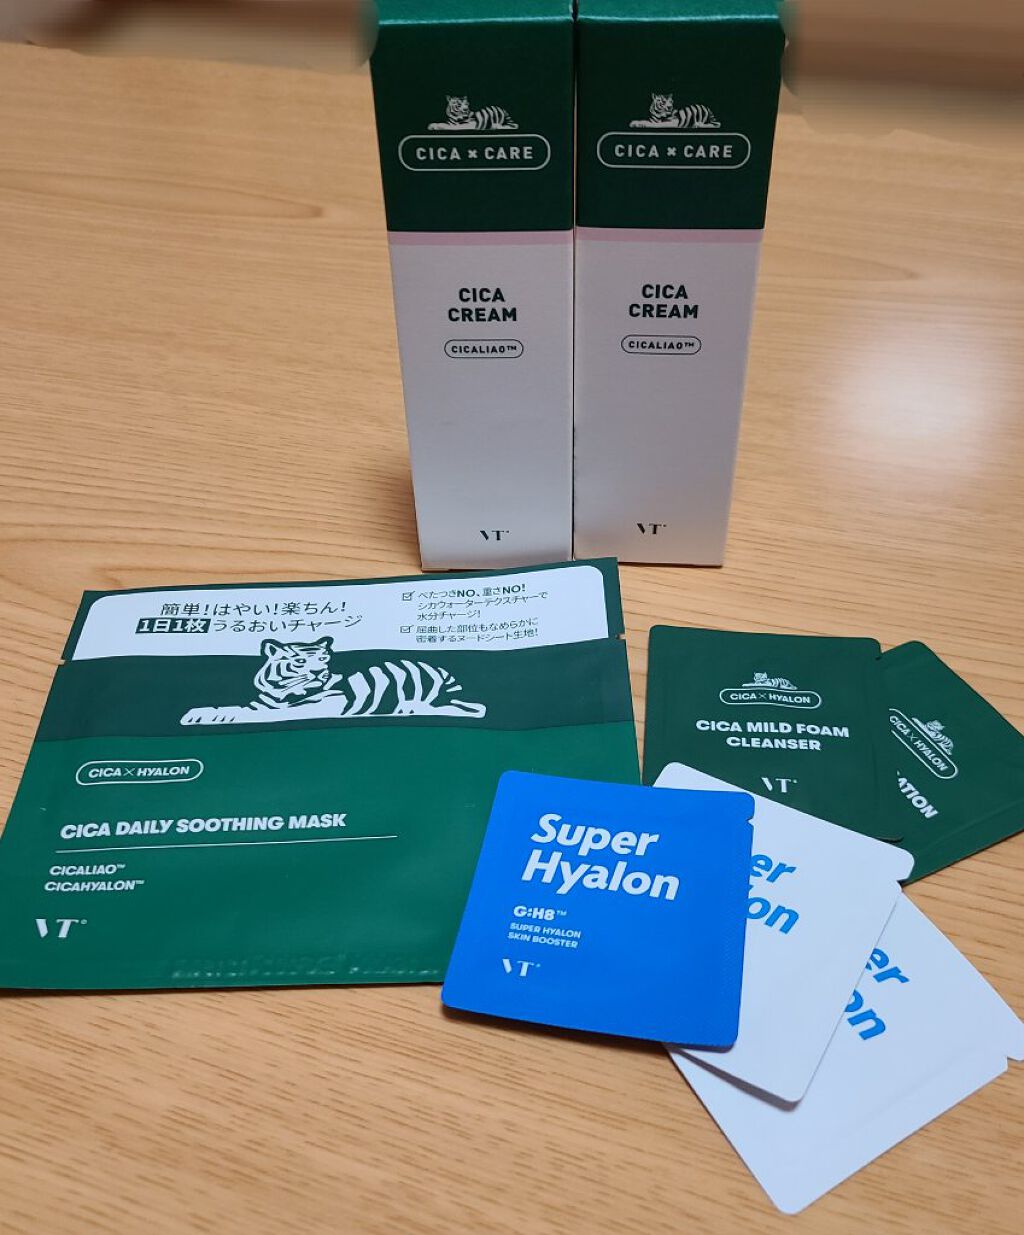 CICA × CARE
CICA
CREAM
CICALIAO™
VT
CICA × CARE
CICA
CREAM
CICALIAO™
VT
簡単!はやい!楽ちん!
1日1枚うるおいチャージ
べたつきNO、重さNO!
シカウォーターテクスチャーで
水分チャージ!
屈曲した部位もなめらかに
密着するヌードシート生地!
CICA × HYALON
CICA DAILY SOOTHING MASK
CICALIAO™
CICAHYALON™
VT
CICA × HYALON
CICA MILD FOAM
CLEANSER
VT
CICA × HYALON
Super
Hyalon
G:H8™
SUPER HYALON
SKIN BOOSTER
VT